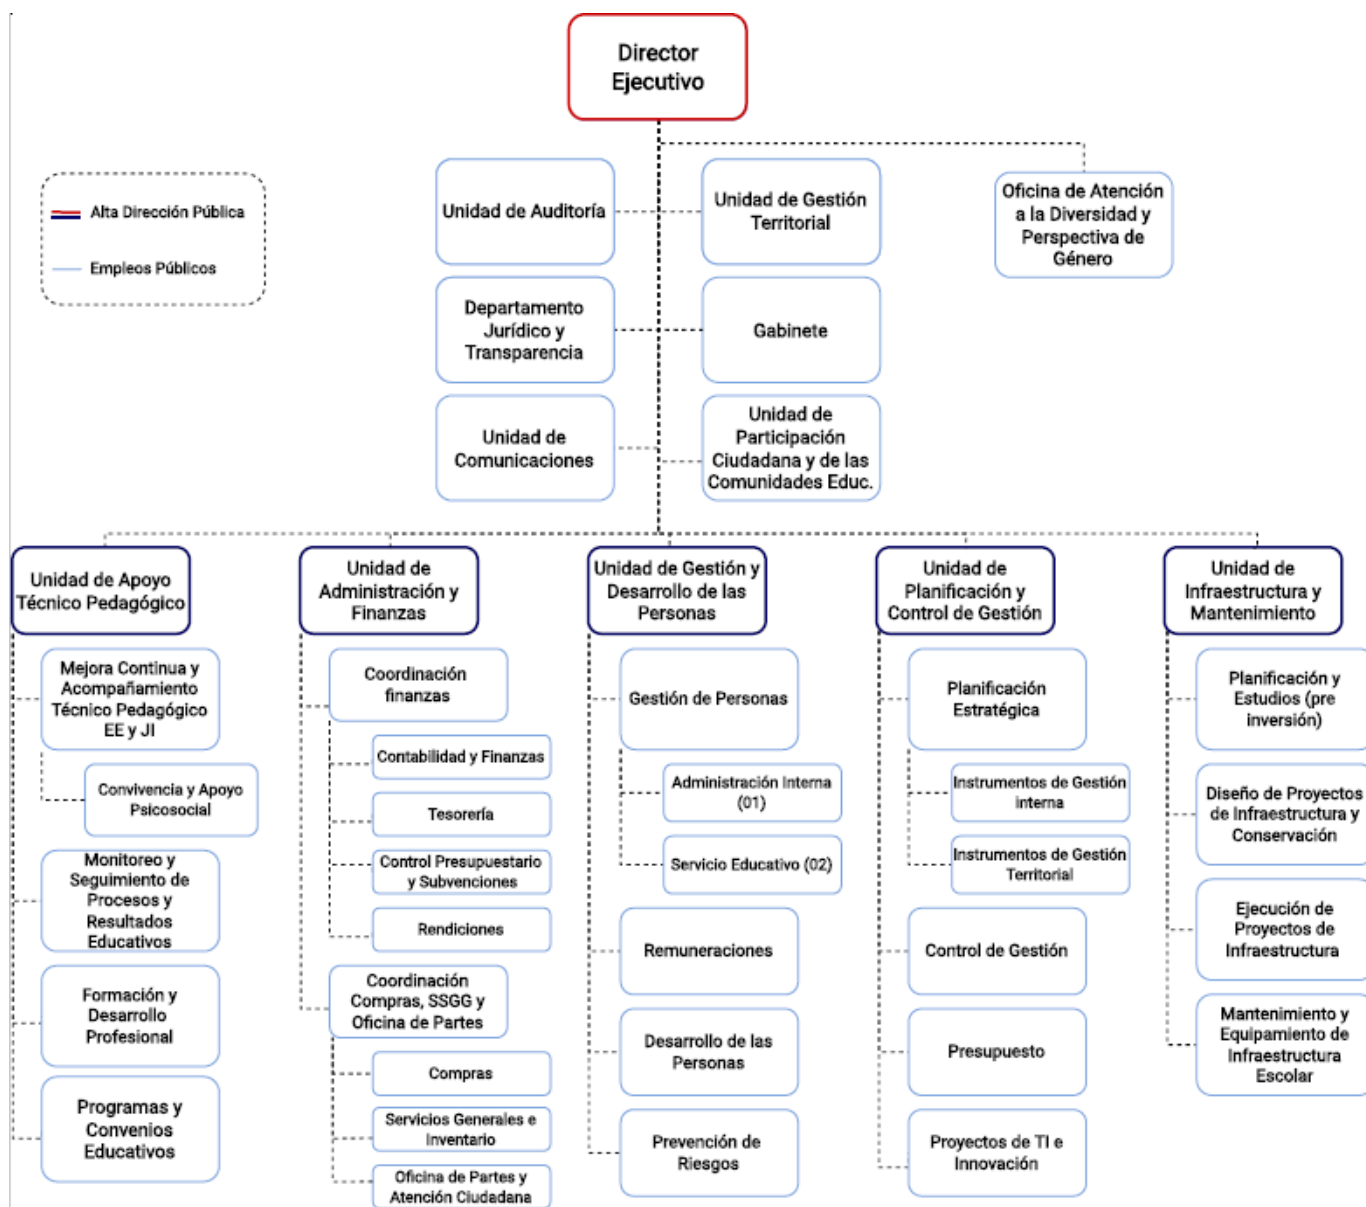 Director
Ejecutivo
Alta Dirección Pública
Empleos Públicos
Unidad de Auditoría
Unidad de Gestión
Territorial
Oficina de Atención
a la Diversidad y
Perspectiva de
Género
Departamento
Jurídico y
Transparencia
Gabinete
Unidad de
Comunicaciones
Unidad de
Participación
Ciudadana y de las
Comunidades Educ.
Unidad de Apoyo
Técnico Pedagógico
Mejora Continua y
Acompañamiento
Técnico Pedagógico
EE y JI
Convivencia y Apoyo
Psicosocial
Monitoreo y
Seguimiento de
Procesos y
Resultados
Educativos
Formación y
Desarrollo
Profesional
Programas y
Convenios
Educativos
Unidad de
Administración y
Finanzas
Coordinación
finanzas
Contabilidad y Finanzas
Tesorería
Control Presupuestario
y Subvenciones
Rendiciones
Coordinación
Compras, SSGG y
Oficina de Partes
Compras
Servicios Generales e
Inventario
Oficina de Partes y
Atención Ciudadana
Unidad de Gestión y
Desarrollo de las
Personas
Gestión de Personas
Administración Interna
(01)
Servicio Educativo (02)
Remuneraciones
Desarrollo de las
Personas
Prevención de
Riesgos
Unidad de
Planificación y
Control de Gestión
Planificación
Estratégica
Instrumentos de Gestión
interna
Instrumentos de Gestión
Territorial
Control de Gestión
Presupuesto
Proyectos de TI e
Innovación
Unidad de
Infraestructura y
Mantenimiento
Planificación y
Estudios (pre
inversión)
Diseño de Proyectos
de Infraestructura y
Conservación
Ejecución de
Proyectos de
Infraestructura
Mantenimiento y
Equipamiento de
Infraestructura
Escolar